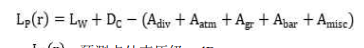 L_P(r) = L_W + D_C − (A_div + A_atm + A_gr + A_bar + A_misc)